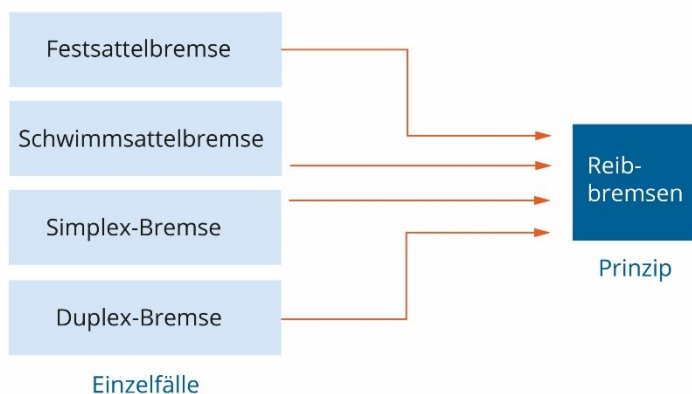 Festsattelbremse
Schwimmsattelbremse
Simplex-Bremse
Duplex-Bremse
Einzelfälle
Reib-
bremsen
Prinzip